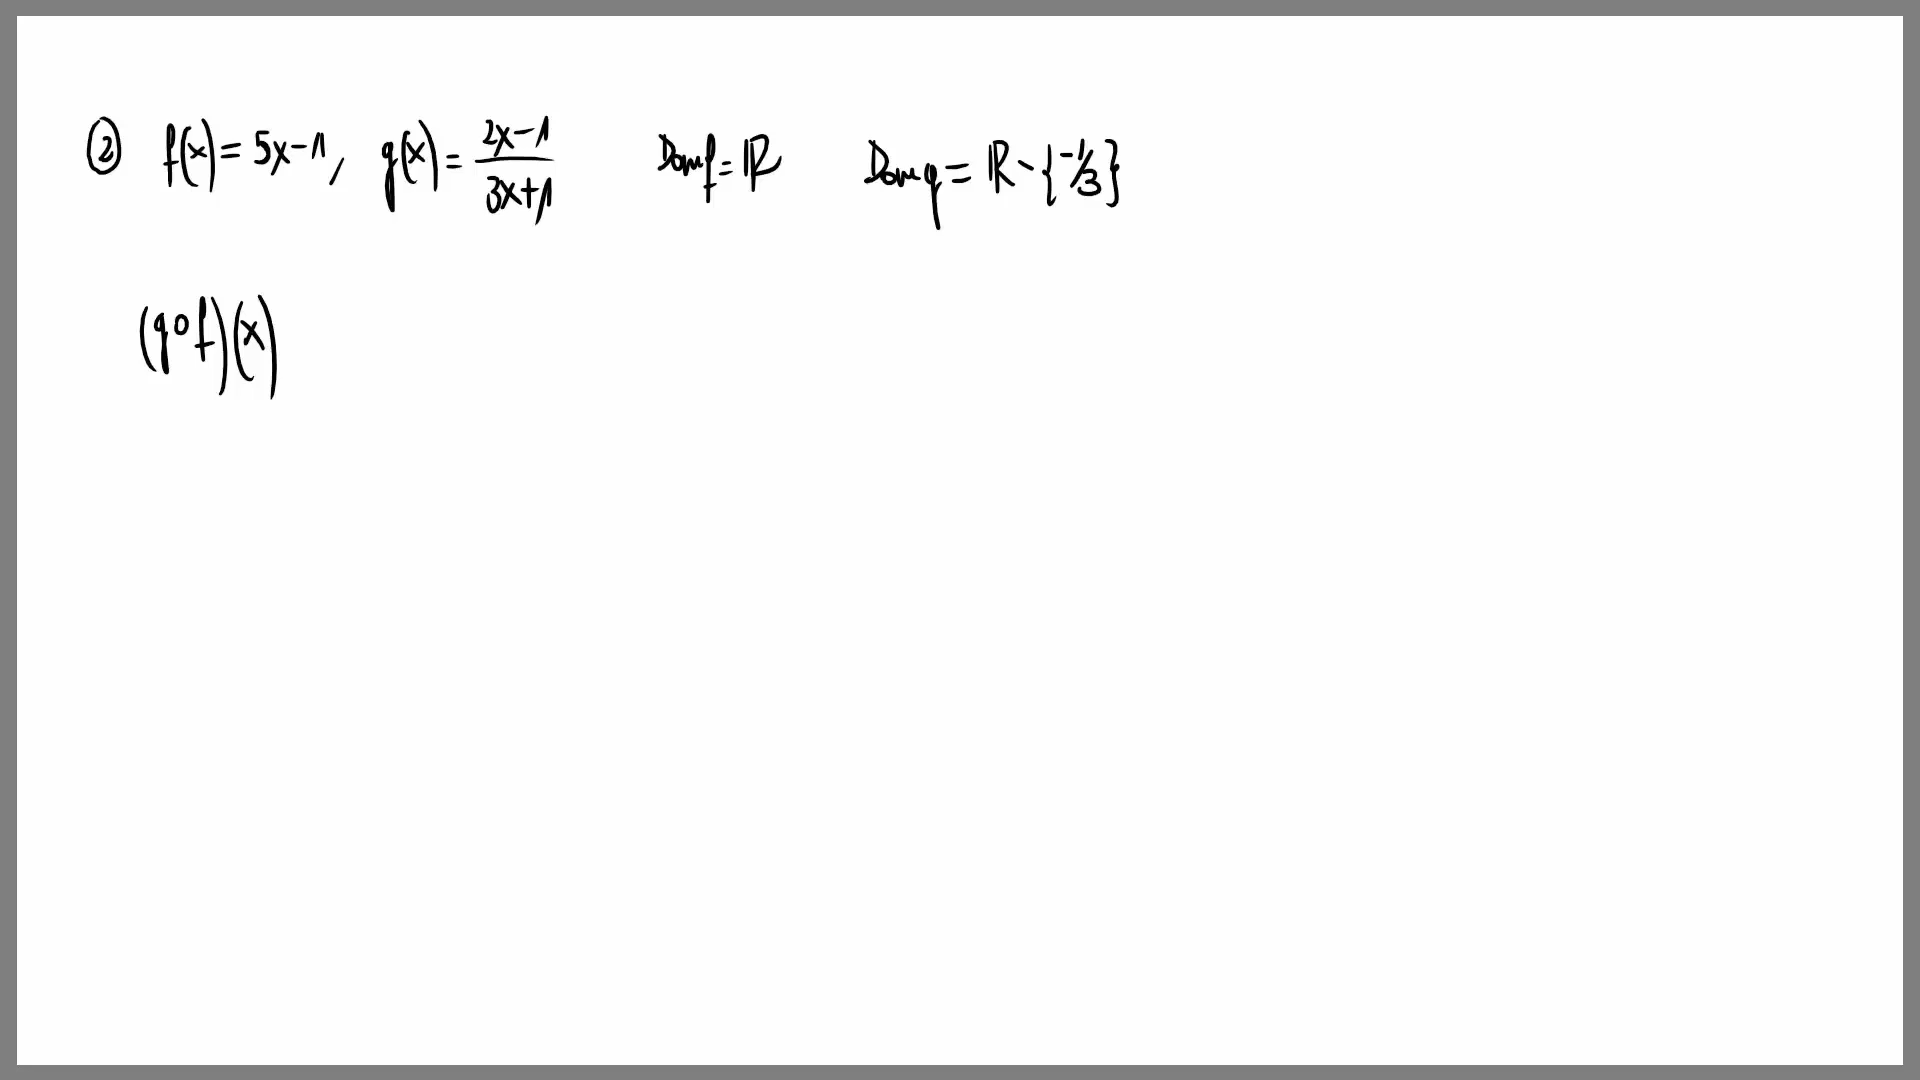 ② f(x) = 5x-1, g(x) = (2x-1)/(3x+1) Dom f = ℝ Dom g = ℝ - {-1/3}
(g∘f)(x)